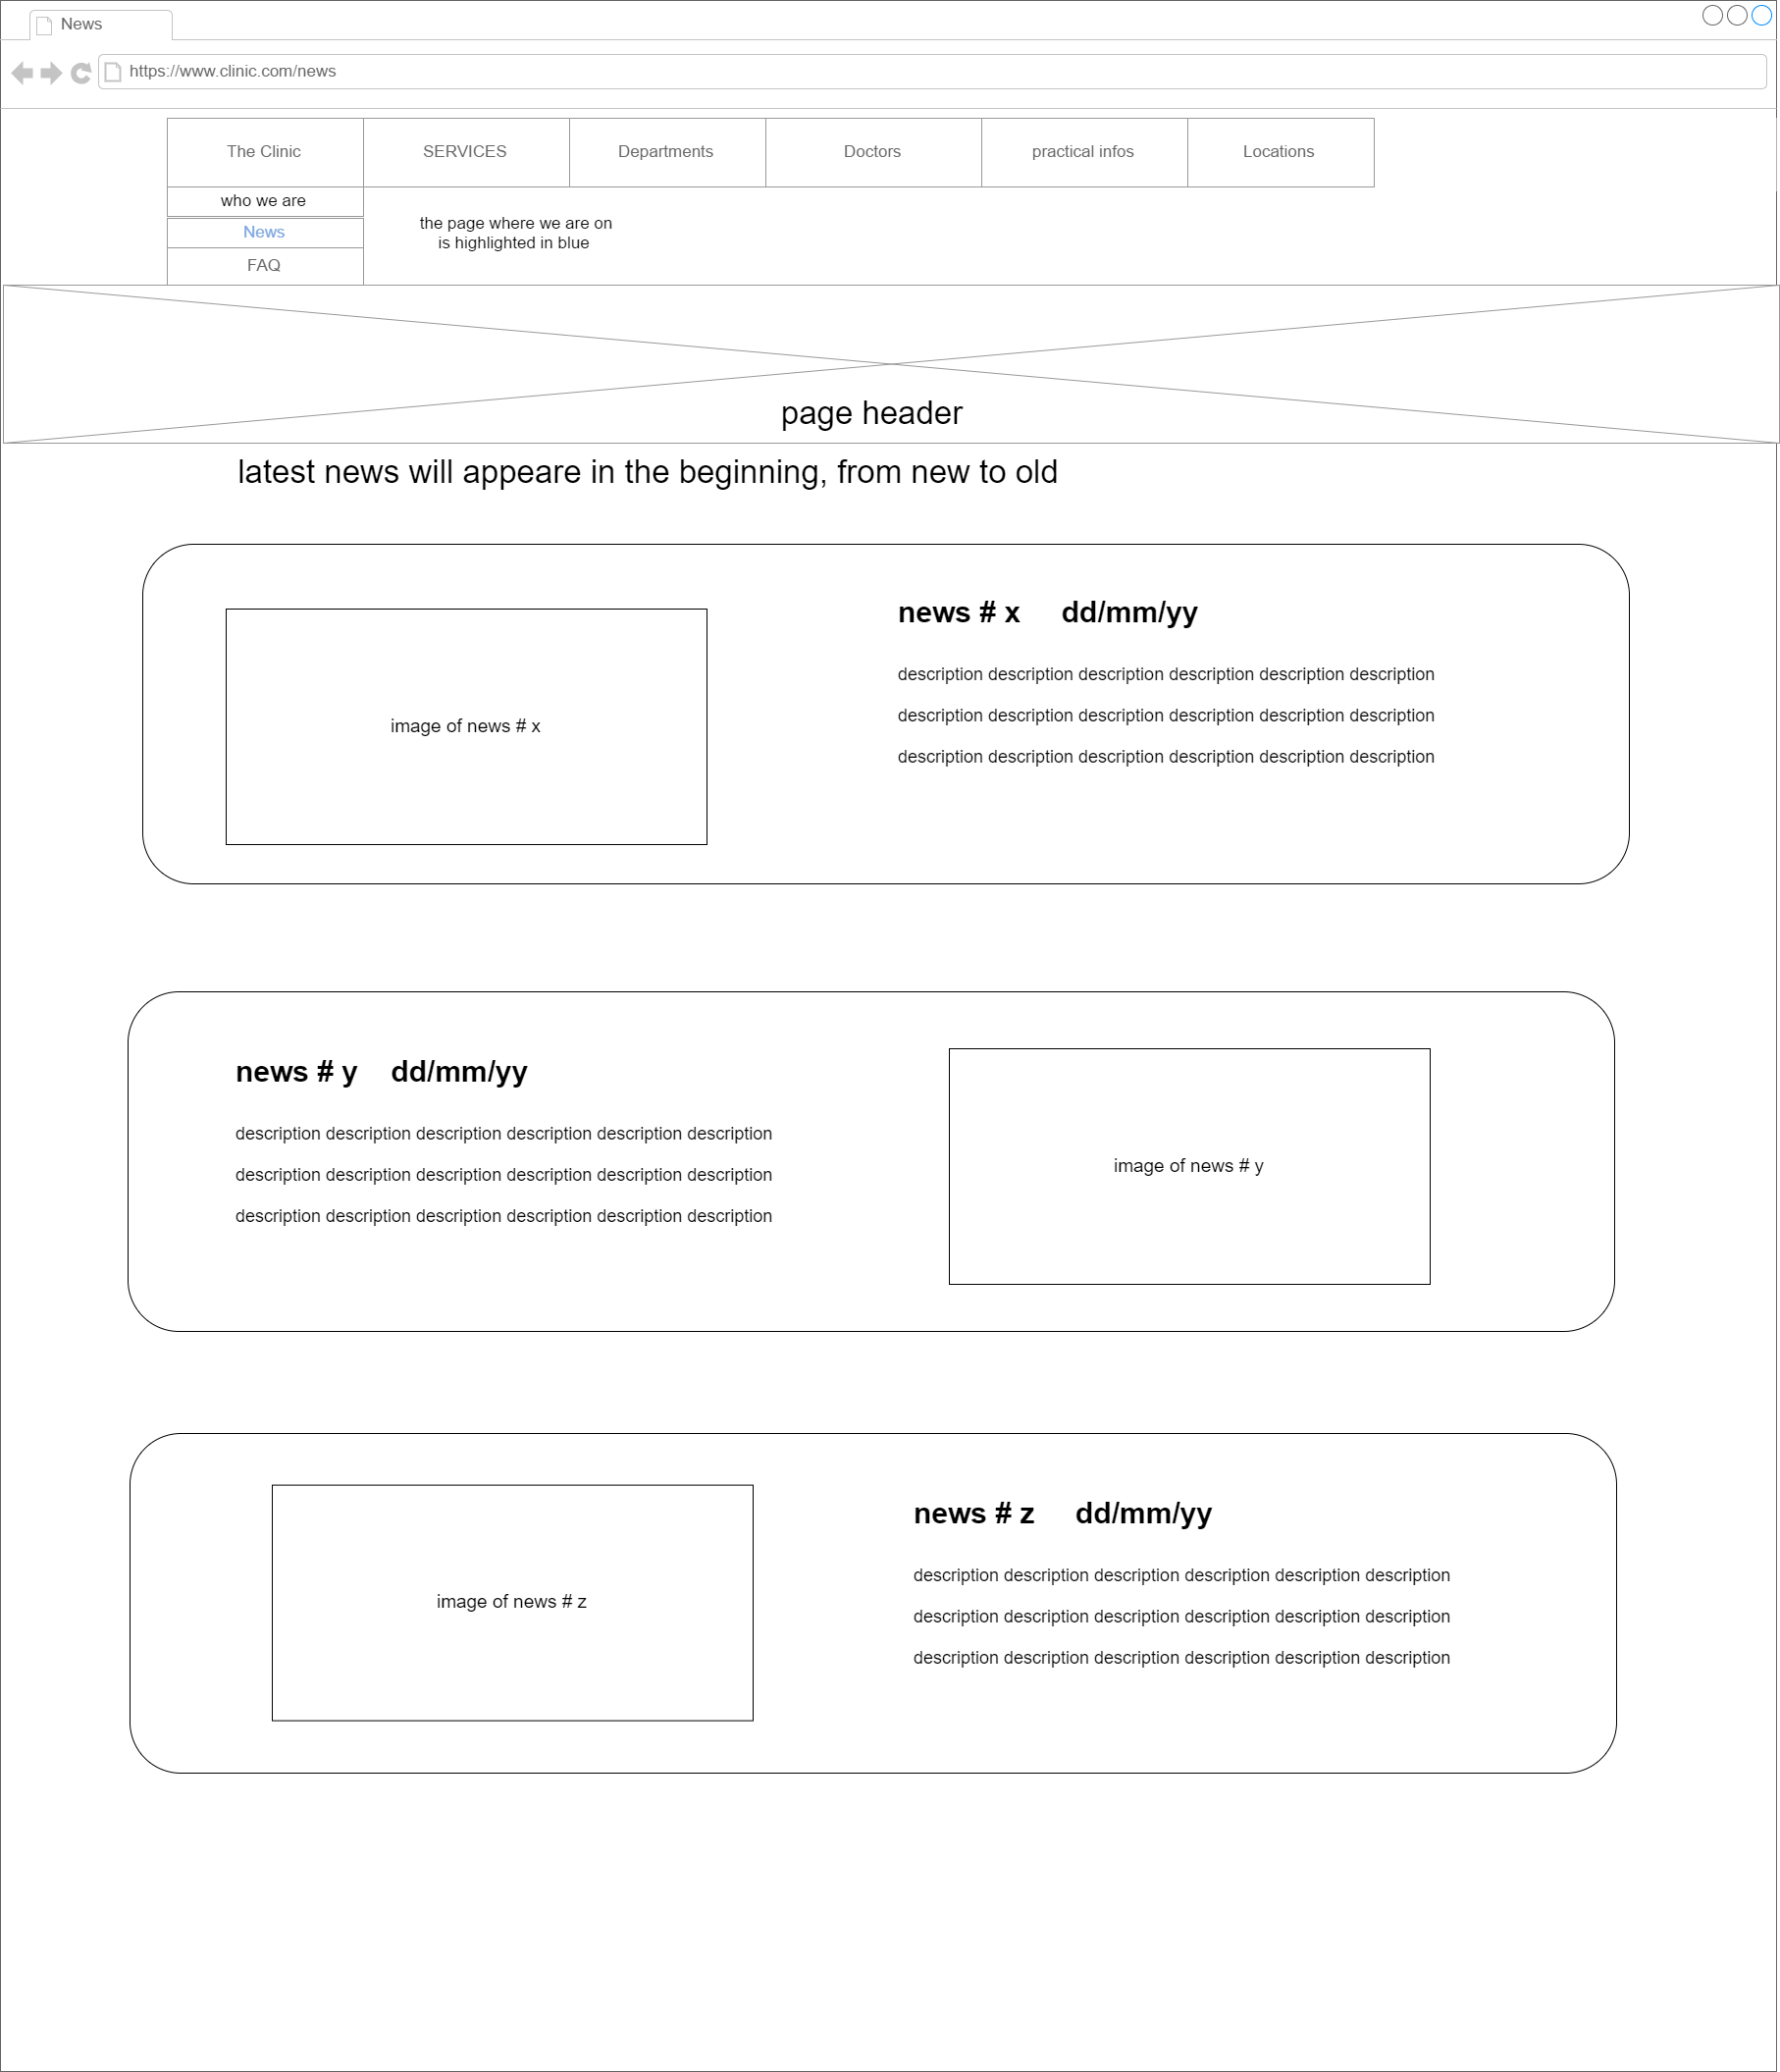 News
https://www.clinic.com/news
The Clinic
SERVICES
Departments
Doctors
practical infos
Locations
who we are
News
FAQ
the page where we are on
is highlighted in blue
page header
latest news will appeare in the beginning, from new to old
image of news # x
news # x dd/mm/yy
description description description description description description
description description description description description description
description description description description description description
news # y dd/mm/yy
description description description description description description
description description description description description description
description description description description description description
image of news # y
image of news # z
news # z dd/mm/yy
description description description description description description
description description description description description description
description description description description description description